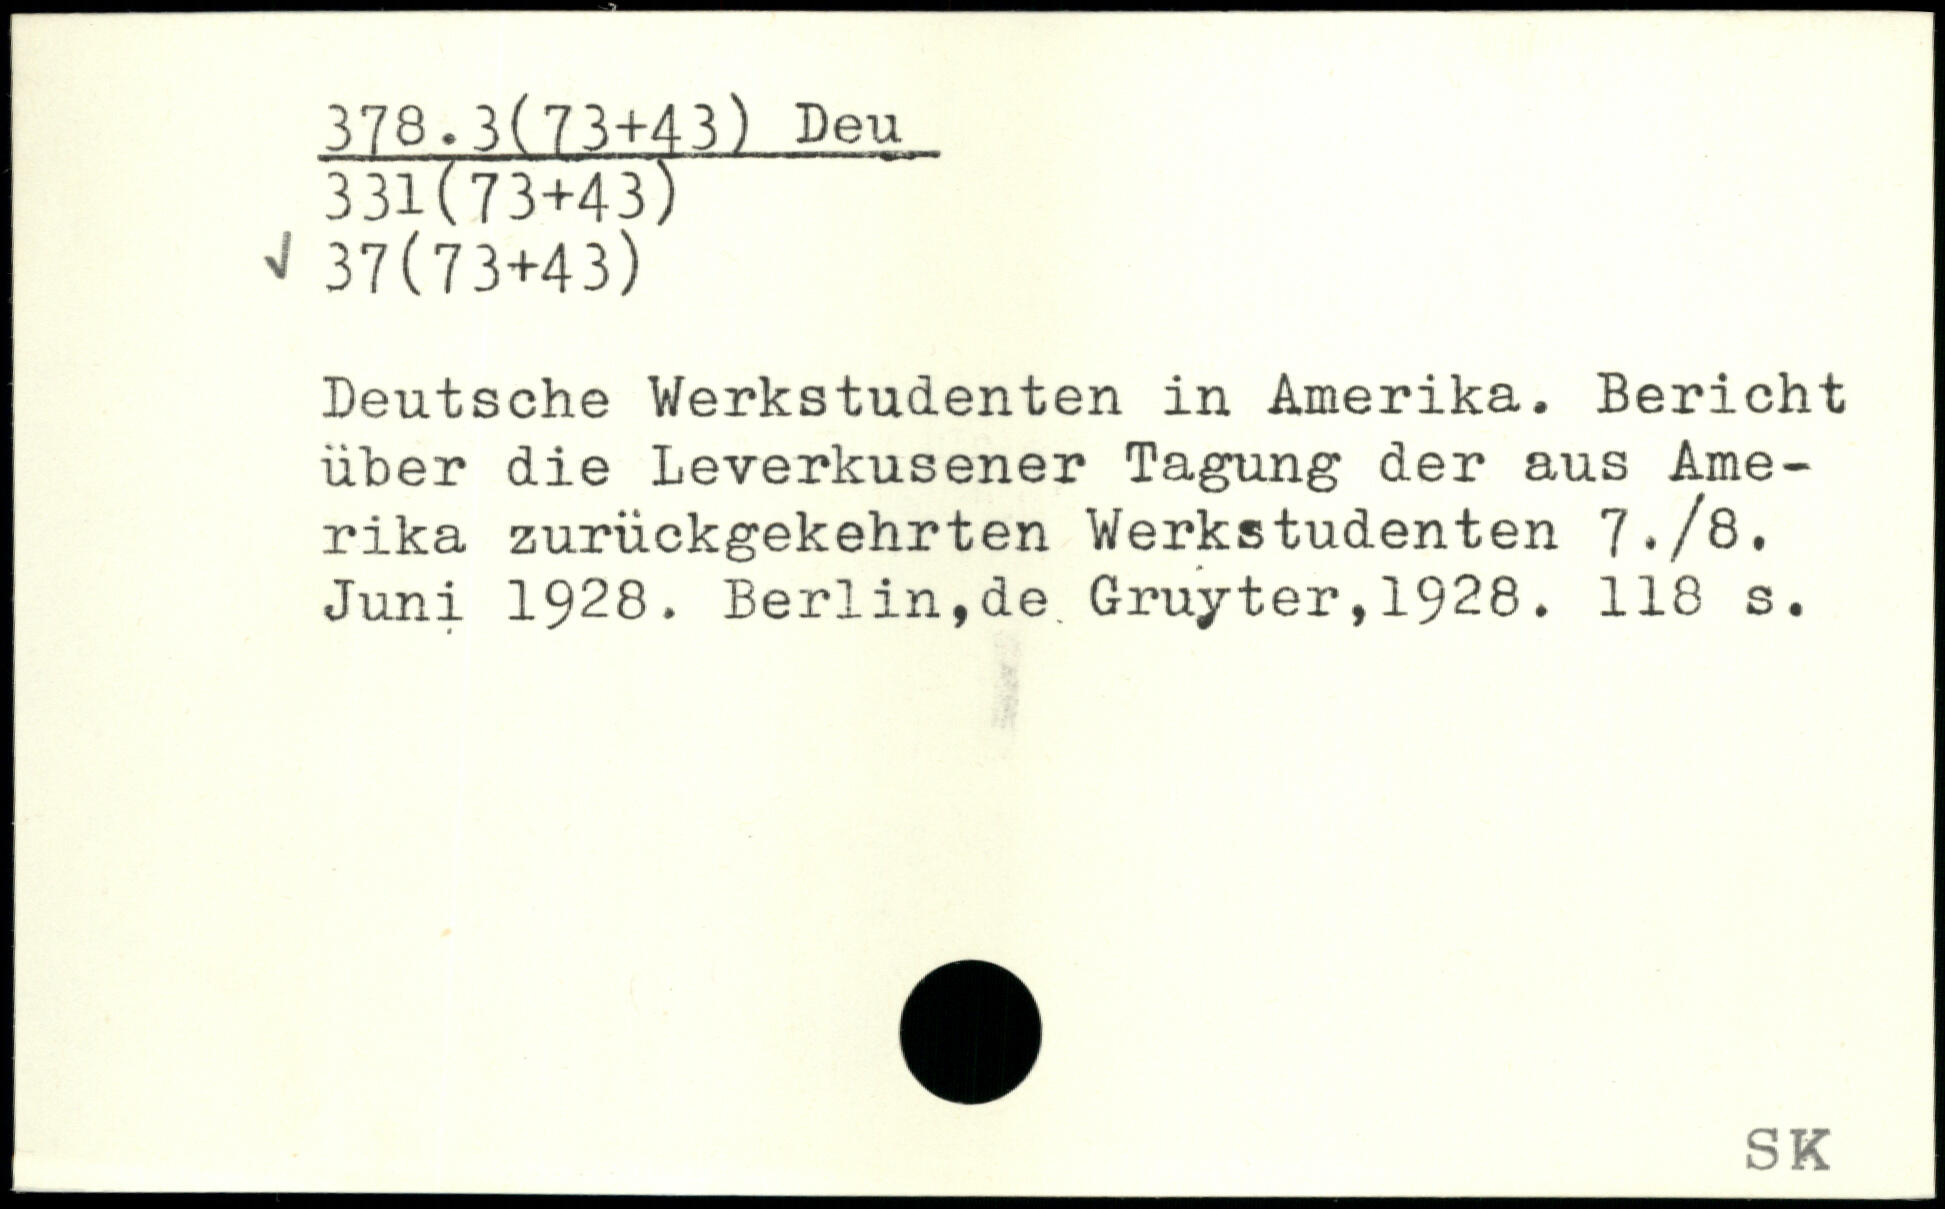 378.3(73+43) Deu
331(73+43)
✓ 37(73+43)
Deutsche Werkstudenten in Amerika. Bericht
über die Leverkusener Tagung der aus Ame-
rika zurückgekehrten Werkstudenten 7./8.
Juni 1928. Berlin,de Gruyter,1928. 118 s.
SK